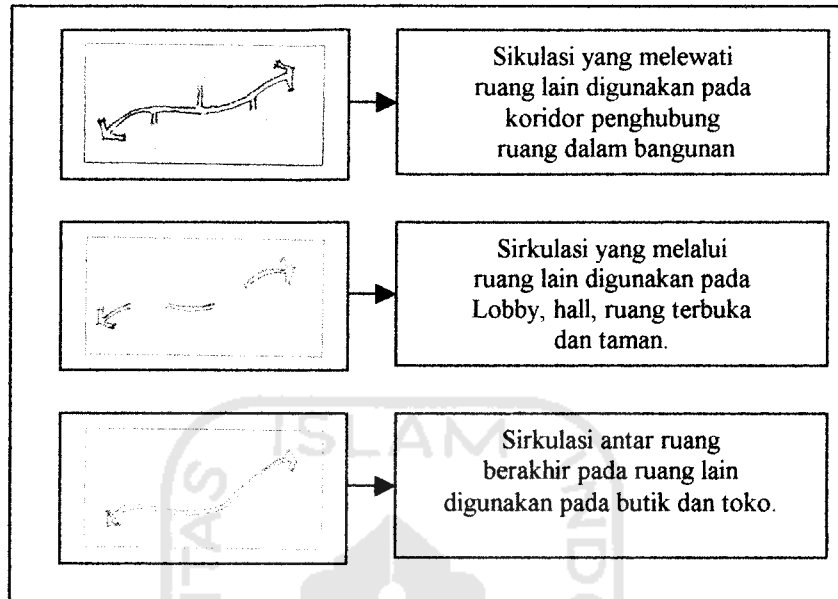 Sikulasi yang melewati
ruang lain digunakan pada
koridor penghubung
ruang dalam bangunan
Sirkulasi yang melalui
ruang lain digunakan pada
Lobby, hall, ruang terbuka
dan taman.
Sirkulasi antar ruang
berakhir pada ruang lain
digunakan pada butik dan toko.
ISLAM